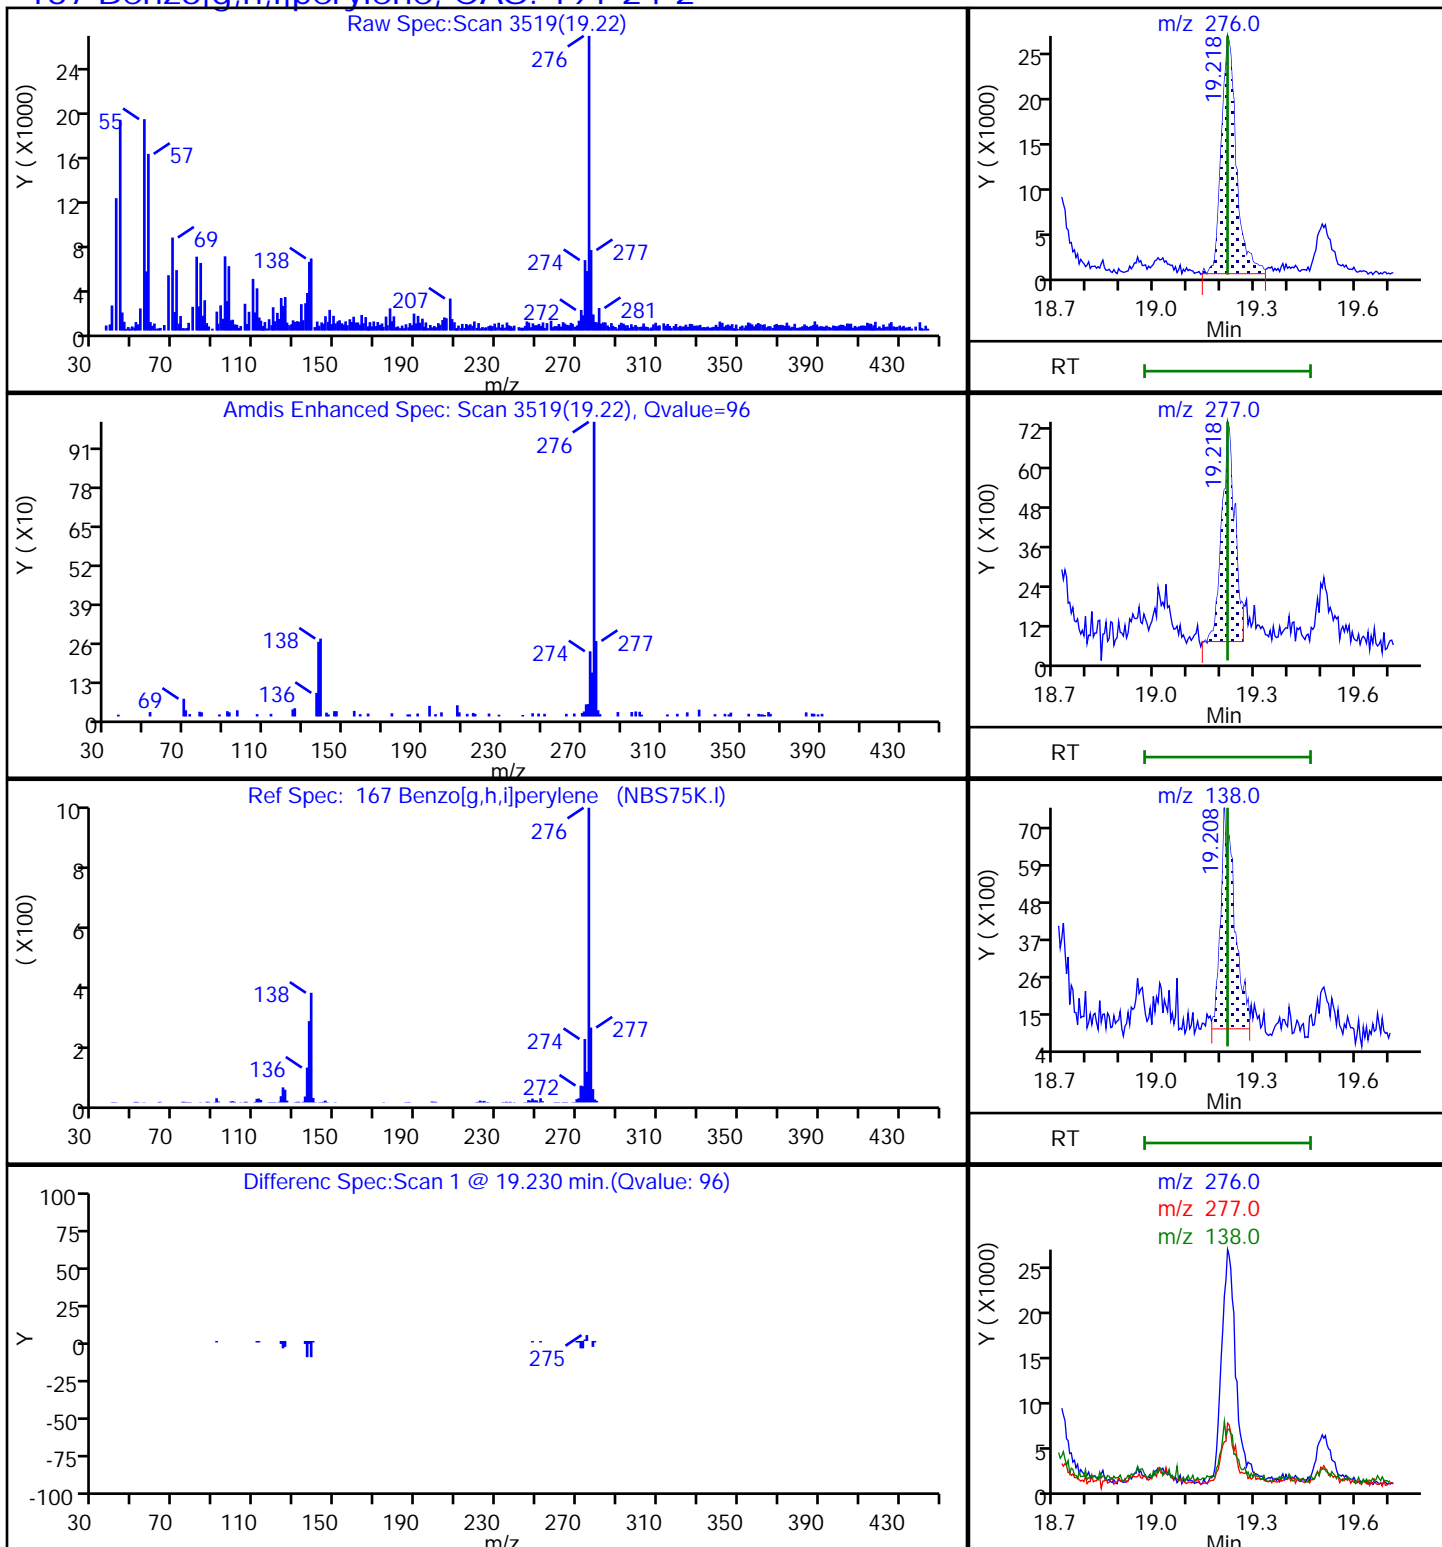 167 Benzo[g,h,i]perylene, CAS: 191-24-2
Raw Spec:Scan 3519(19.22)
Y ( X1000)
24
20
16
12
8
4
0
276
55
57
69
138
207
274
277
272
281
30 70 110 150 190 230 270 310 350 390 430
m/z
m/z 276.0
Y ( X1000)
25
20
15
10
5
0
19.218
18.7 19.0 19.3 19.6
Min
RT
Amdis Enhanced Spec: Scan 3519(19.22), Qvalue=96
Y ( X10)
91
78
65
52
39
26
13
0
276
138
274
277
69
136
30 70 110 150 190 230 270 310 350 390 430
m/z
m/z 277.0
Y ( X100)
72
60
48
36
24
12
0
19.218
18.7 19.0 19.3 19.6
Min
RT
Ref Spec: 167 Benzo[g,h,i]perylene (NBS75K.l)
( X100)
10
8
6
4
2
0
276
138
274
277
136
272
30 70 110 150 190 230 270 310 350 390 430
m/z 138.0
Y ( X100)
70
59
48
37
26
15
4
19.208
18.7 19.0 19.3 19.6
Min
RT
Differenc Spec:Scan 1 @ 19.230 min.(Qvalue: 96)
Y
100
75
50
25
0
-25
-50
-75
-100
275
30 70 110 150 190 230 270 310 350 390 430
m/z
m/z 276.0
m/z 277.0
m/z 138.0
Y ( X1000)
25
20
15
10
5
0
18.7 19.0 19.3 19.6
Min